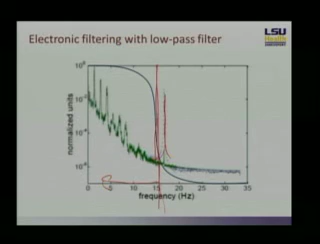 Electronic filtering with low-pass filter
LSU
Health
normalized units
10⁰
10⁻²
10⁻⁴
10⁻⁶
0 5 10 15 20 25 30 35
frequency (Hz)